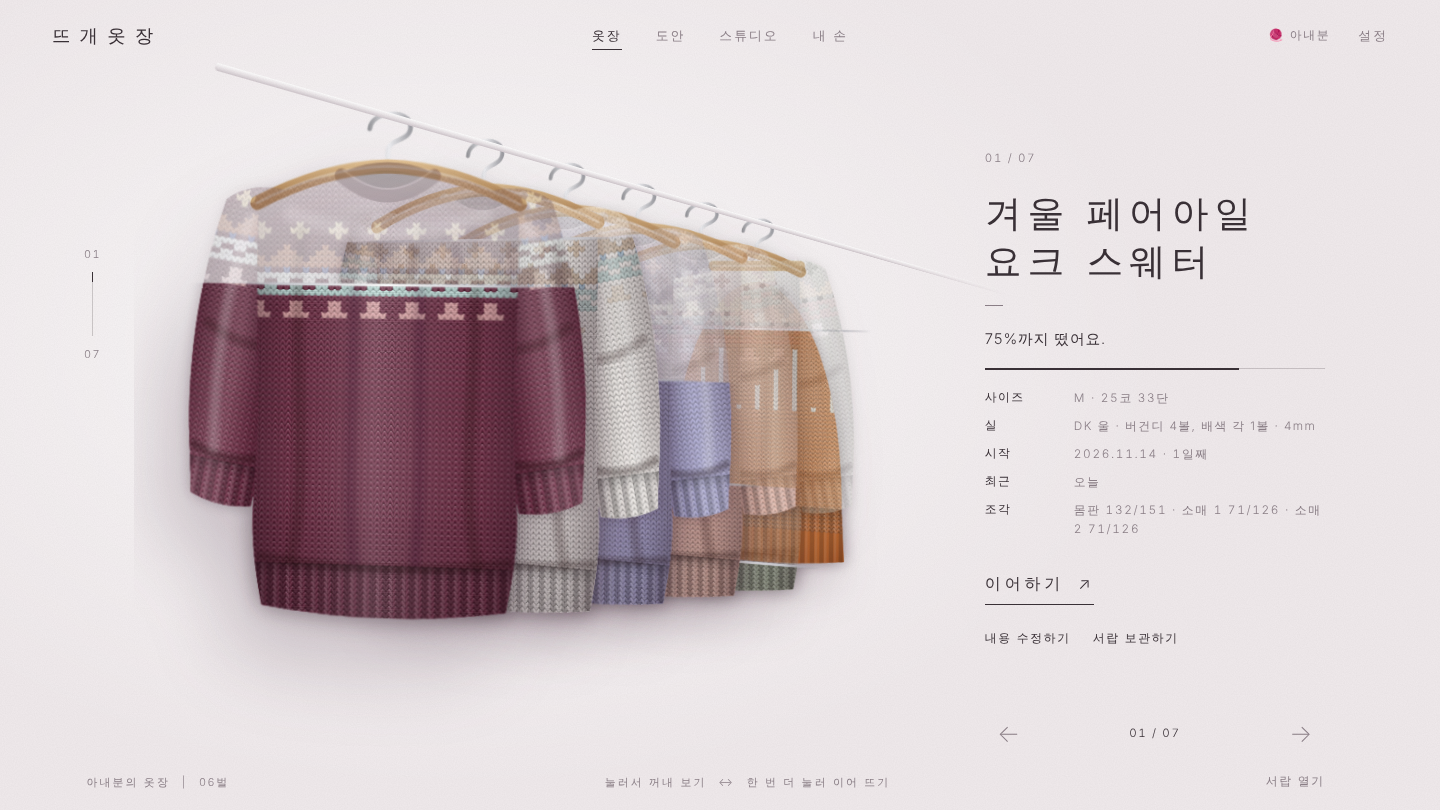 뜨개옷장
옷장 도안 스튜디오 내 손
아내분 설정
01 / 07
겨울 페어아일
요크 스웨터
75%까지 떴어요.
사이즈 M · 25코 33단
실 DK 울 · 버건디 4볼, 배색 각 1볼 · 4mm
시작 2026.11.14 · 1일째
최근 오늘
조각 몸판 132/151 · 소매 1 71/126 · 소매
2 71/126
이어하기 ↗
내용 수정하기 서랍 보관하기
01
07
← 01 / 07 →
아내분의 옷장 | 06벌
눌러서 꺼내 보기 ↔ 한 번 더 눌러 이어 뜨기
서랍 열기